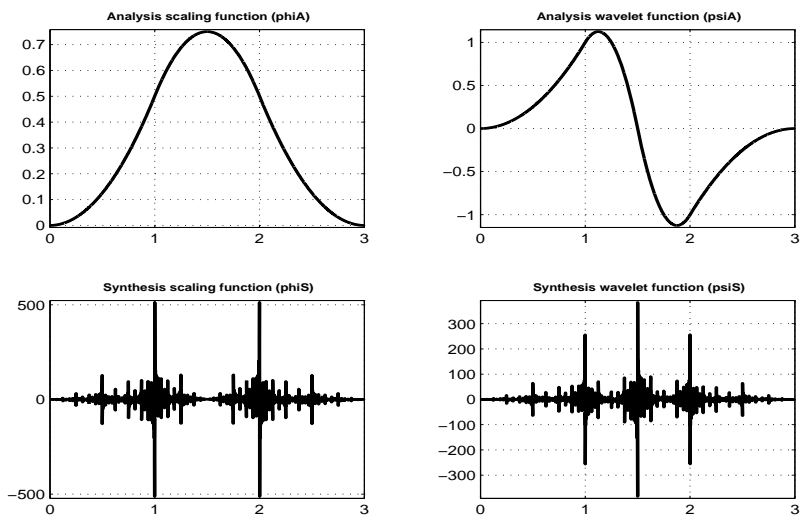 Analysis scaling function (phiA)
0.7
0.6
0.5
0.4
0.3
0.2
0.1
0
0 1 2 3
Analysis wavelet function (psiA)
1
0.5
0
−0.5
−1
0 1 2 3
Synthesis scaling function (phiS)
500
0
−500
0 1 2 3
Synthesis wavelet function (psiS)
300
200
100
0
−100
−200
−300
0 1 2 3